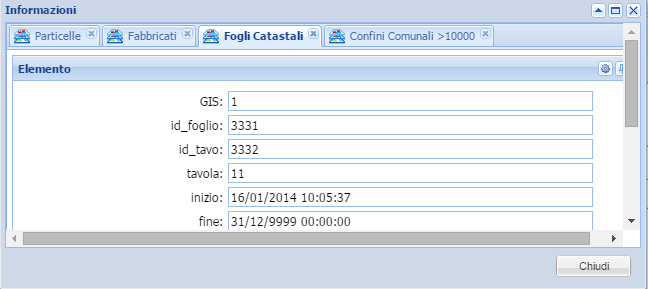 Informazioni
Particelle Fabbricati Fogli Catastali Confini Comunali >10000
Elemento
GIS: 1
id_foglio: 3331
id_tavo: 3332
tavola: 11
inizio: 16/01/2014 10:05:37
fine: 31/12/9999 00:00:00
Chiudi